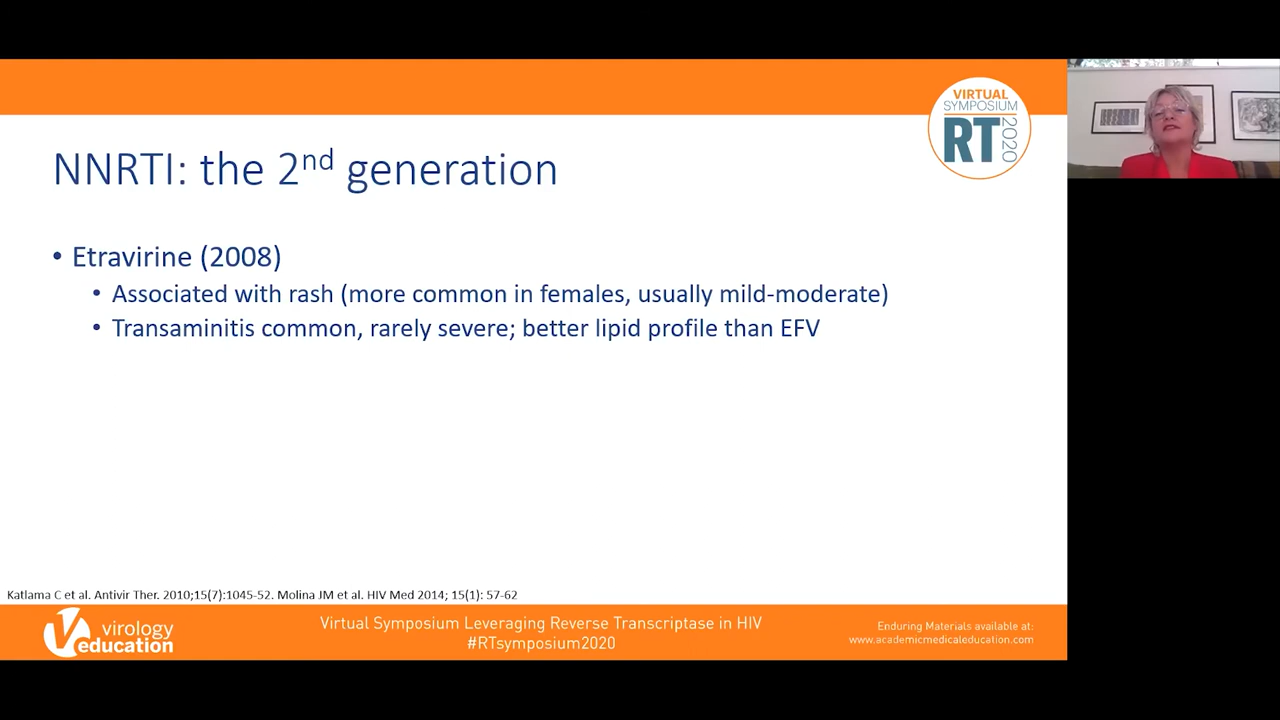 VIRTUAL
SYMPOSIUM
RT 2020
NNRTI: the 2nd generation
• Etravirine (2008)
• Associated with rash (more common in females, usually mild-moderate)
• Transaminitis common, rarely severe; better lipid profile than EFV
Katlama C et al. Antivir Ther. 2010;15(7):1045-52. Molina JM et al. HIV Med 2014; 15(1): 57-62
virology
education
Virtual Symposium Leveraging Reverse Transcriptase in HIV
#RTsymposium2020
Enduring Materials available at:
www.academicmedicaleducation.com